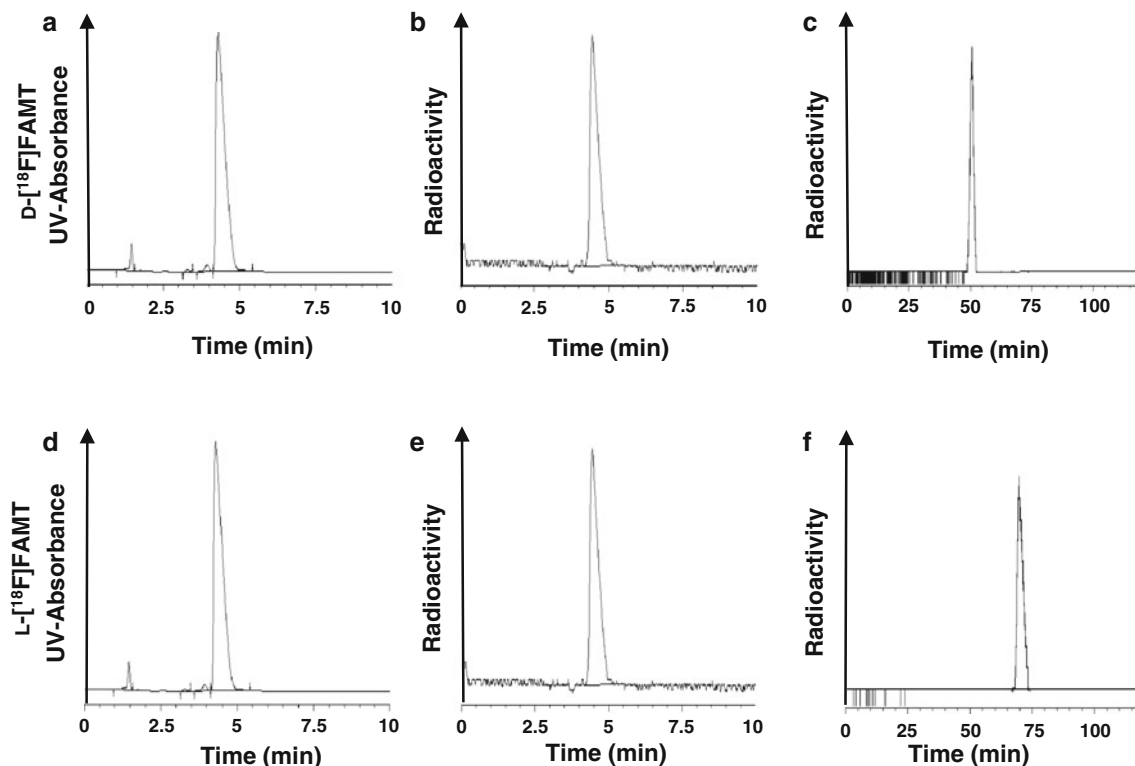 a
b
c
D-[¹⁸F]FAMT
UV-Absorbance
Radioactivity
Radioactivity
0 2.5 5 7.5 10
0 2.5 5 7.5 10
0 25 50 75 100
Time (min)
Time (min)
Time (min)
d
e
f
L-[¹⁸F]FAMT
UV-Absorbance
Radioactivity
Radioactivity
0 2.5 5 7.5 10
0 2.5 5 7.5 10
0 25 50 75 100
Time (min)
Time (min)
Time (min)